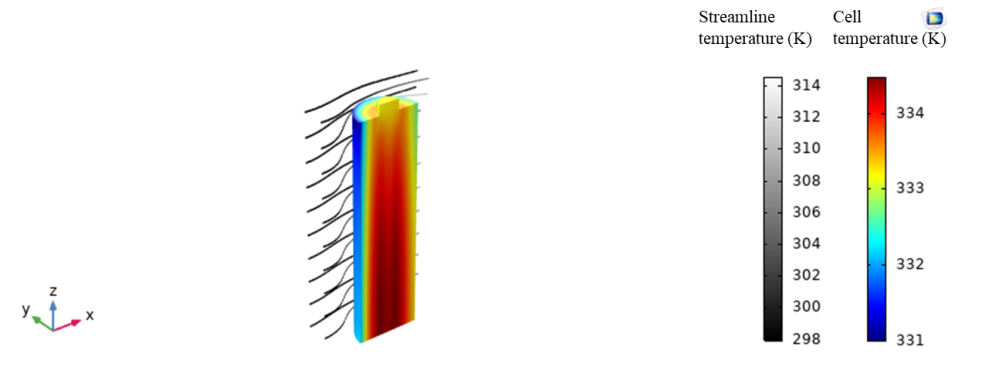 Streamline
temperature (K)
Cell
temperature (K)
314
312
310
308
306
304
302
300
298
334
333
332
331
z
y
x